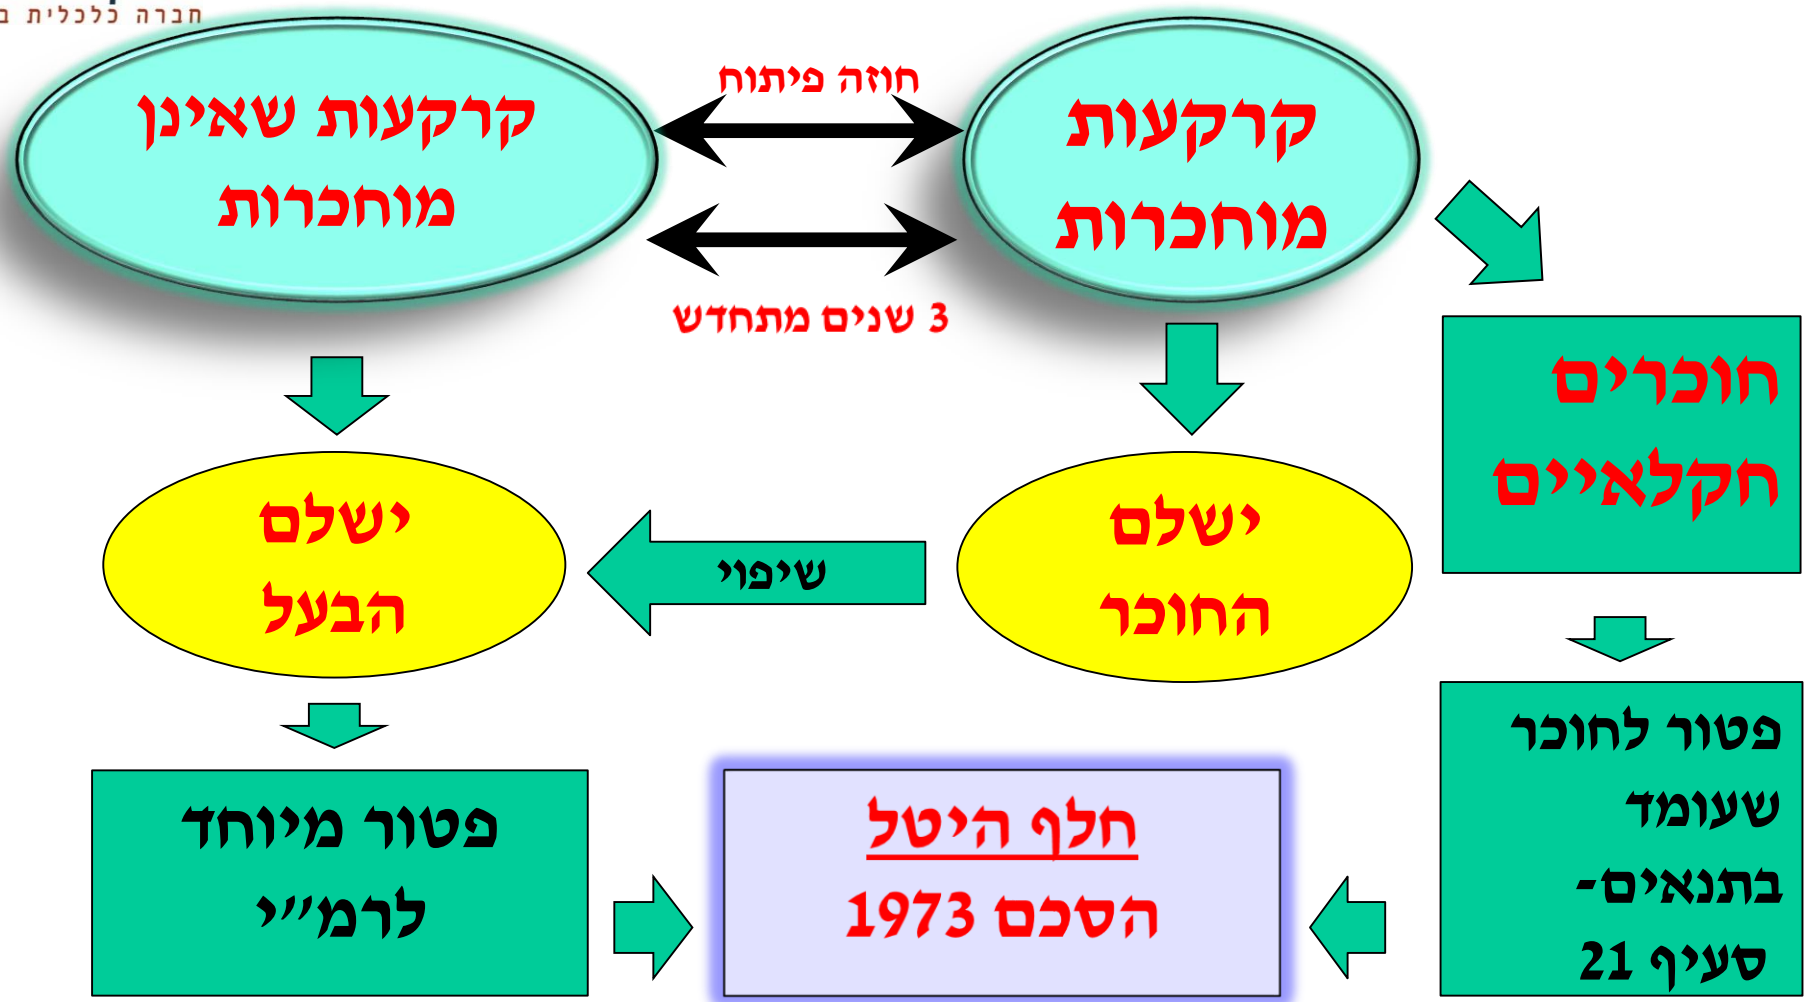 חברה כלכלית ב
קרקעות
מוחכרות
חוזה פיתוח
3 שנים מתחדש
קרקעות שאינן
מוחכרות
חוכרים
חקלאיים
ישלם
החוכר
שיפוי
ישלם
הבעל
פטור לחוכר
שעומד
בתנאים-
סעיף 21
חלף היטל
הסכם 1973
פטור מיוחד
לרמ״י